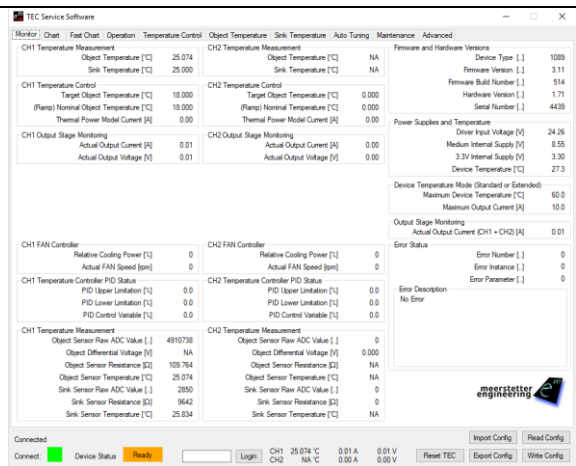 TEC Service Software
Monitor Chart Fast Chart Operation Temperature Control Object Temperature Sink Temperature Auto Tuning Maintenance Advanced
CH1 Temperature Measurement
Object Temperature [°C] 25.074
Sink Temperature [°C] 25.000
CH1 Temperature Control
Target Object Temperature [°C] 18.000
(Ramp) Nominal Object Temperature [°C] 18.000
Thermal Power Model Current [A] 0.00
CH1 Output Stage Monitoring
Actual Output Current [A] 0.01
Actual Output Voltage [V] 0.01
CH1 FAN Controller
Relative Cooling Power [%] 0
Actual FAN Speed [rpm] 0
CH1 Temperature Controller PID Status
PID Upper Limitation [%] 0.0
PID Lower Limitation [%] 0.0
PID Control Variable [%] 0.0
CH1 Temperature Measurement
Object Sensor Raw ADC Value [..] 4910738
Object Differential Voltage [V] NA
Object Sensor Resistance [Ω] 109.764
Object Sensor Temperature [°C] 25.074
Sink Sensor Raw ADC Value [..] 2850
Sink Sensor Resistance [Ω] 9642
Sink Sensor Temperature [°C] 25.834
CH2 Temperature Measurement
Object Temperature [°C] NA
Sink Temperature [°C] NA
CH2 Temperature Control
Target Object Temperature [°C] 0.000
(Ramp) Nominal Object Temperature [°C] 0.000
Thermal Power Model Current [A] 0.00
CH2 Output Stage Monitoring
Actual Output Current [A] 0.00
Actual Output Voltage [V] 0.00
CH2 FAN Controller
Relative Cooling Power [%] 0
Actual FAN Speed [rpm] 0
CH2 Temperature Controller PID Status
PID Upper Limitation [%] 0.0
PID Lower Limitation [%] 0.0
PID Control Variable [%] 0.0
CH2 Temperature Measurement
Object Sensor Raw ADC Value [..] 0
Object Differential Voltage [V] 0.000
Object Sensor Resistance [Ω] NA
Object Sensor Temperature [°C] NA
Sink Sensor Raw ADC Value [..] 0
Sink Sensor Resistance [Ω] 0
Sink Sensor Temperature [°C] NA
Firmware and Hardware Versions
Device Type [..] 1089
Firmware Version [..] 3.11
Firmware Build Number [..] 514
Hardware Version [..] 1.71
Serial Number [..] 4439
Power Supplies and Temperature
Driver Input Voltage [V] 24.26
Medium Internal Supply [V] 8.55
3.3V Internal Supply [V] 3.30
Device Temperature [°C] 27.3
Device Temperature Mode (Standard or Extended)
Maximum Device Temperature [°C] 60.0
Maximum Output Current [A] 10.0
Output Stage Monitoring
Actual Output Current (CH1 + CH2) [A] 0.01
Error Status
Error Number [..] 0
Error Instance [..] 0
Error Parameter [..] 0
Error Description
No Error
meerstetter
engineering
Connected
Import Config Read Config
Connect: Device Status Ready Login
CH1 25.074 °C 0.01 A 0.01 V
CH2 NA °C 0.00 A 0.00 V
Reset TEC Export Config Write Config